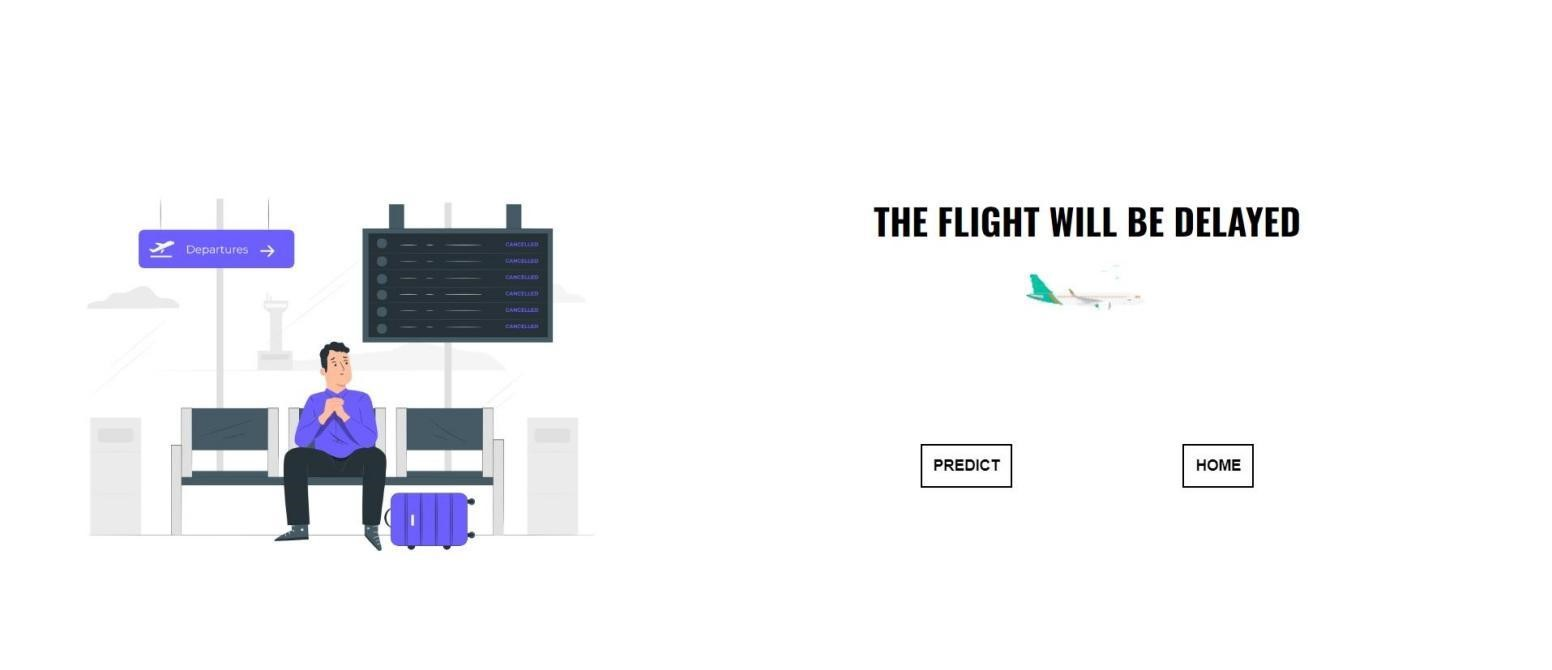 Departures
CANCELLED
CANCELLED
CANCELLED
CANCELLED
CANCELLED
CANCELLED
THE FLIGHT WILL BE DELAYED
PREDICT
HOME